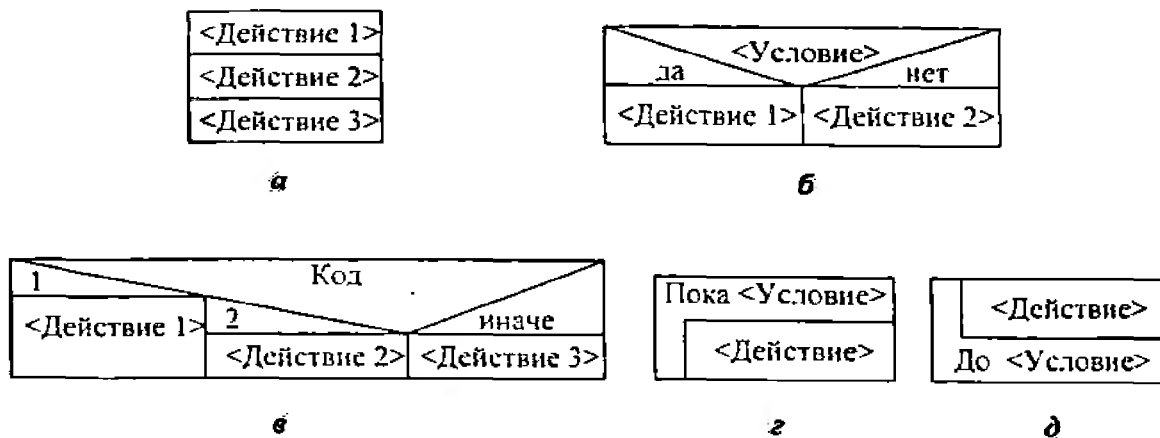 <Действие 1>
<Условие>
да
нет
<Действие 2>
<Действие 1>
<Действие 2>
<Действие 3>
а
б
Код
1
<Действие 1>
2
иначе
<Действие 2>
<Действие 3>
Пока <Условие>
<Действие>
<Действие>
До <Условие>
в
г
д